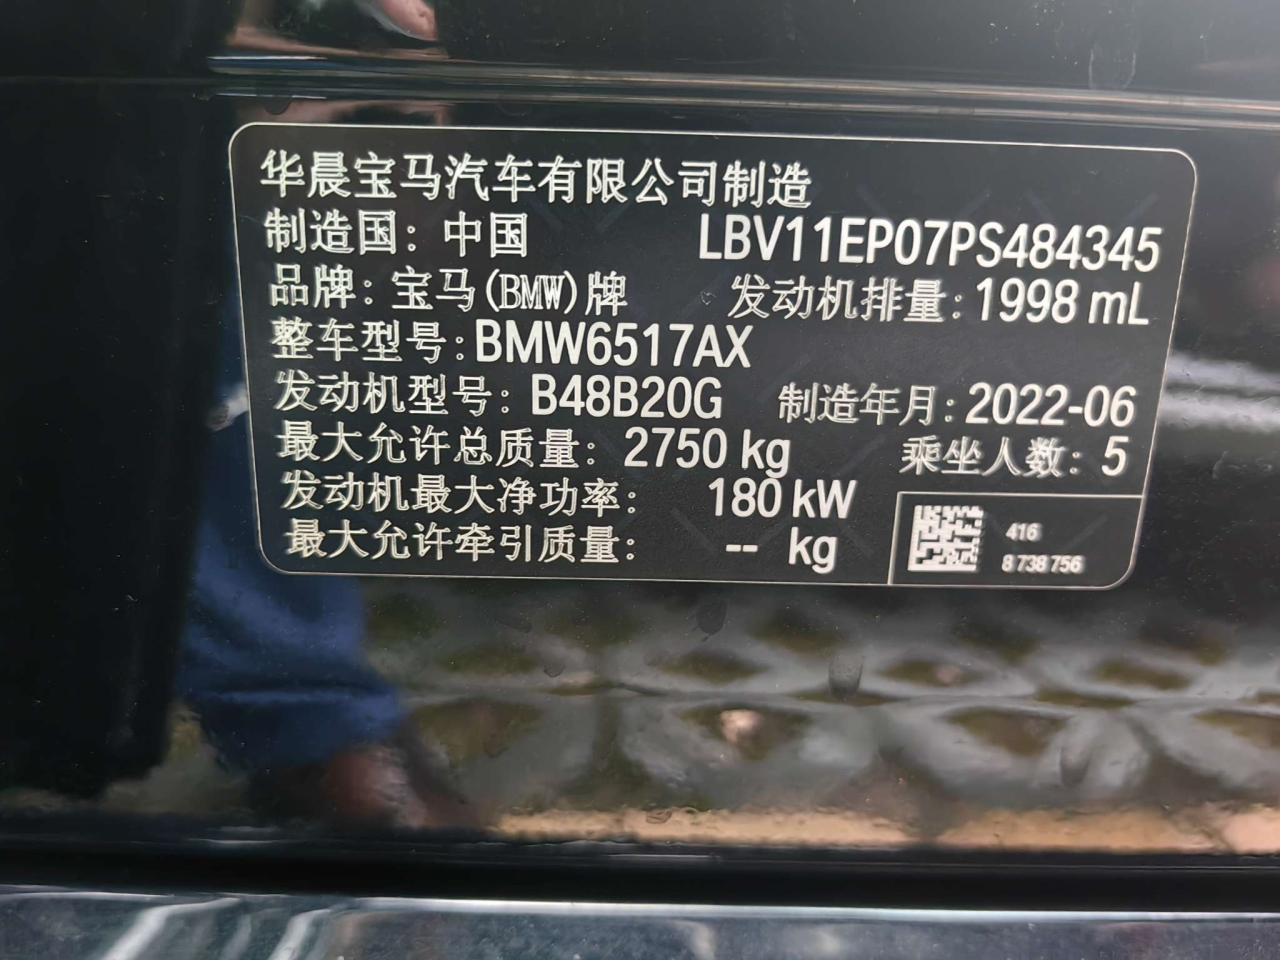 华晨宝马汽车有限公司制造
制造国：中国 LBV11EP07PS484345
品牌：宝马(BMW)牌 发动机排量：1998 mL
整车型号:BMW6517AX
发动机型号：B48B20G 制造年月:2022-06
最大允许总质量：2750 kg 乘坐人数：5
发动机最大净功率：180 kW
最大允许牵引质量：-- kg
416
8 738 756